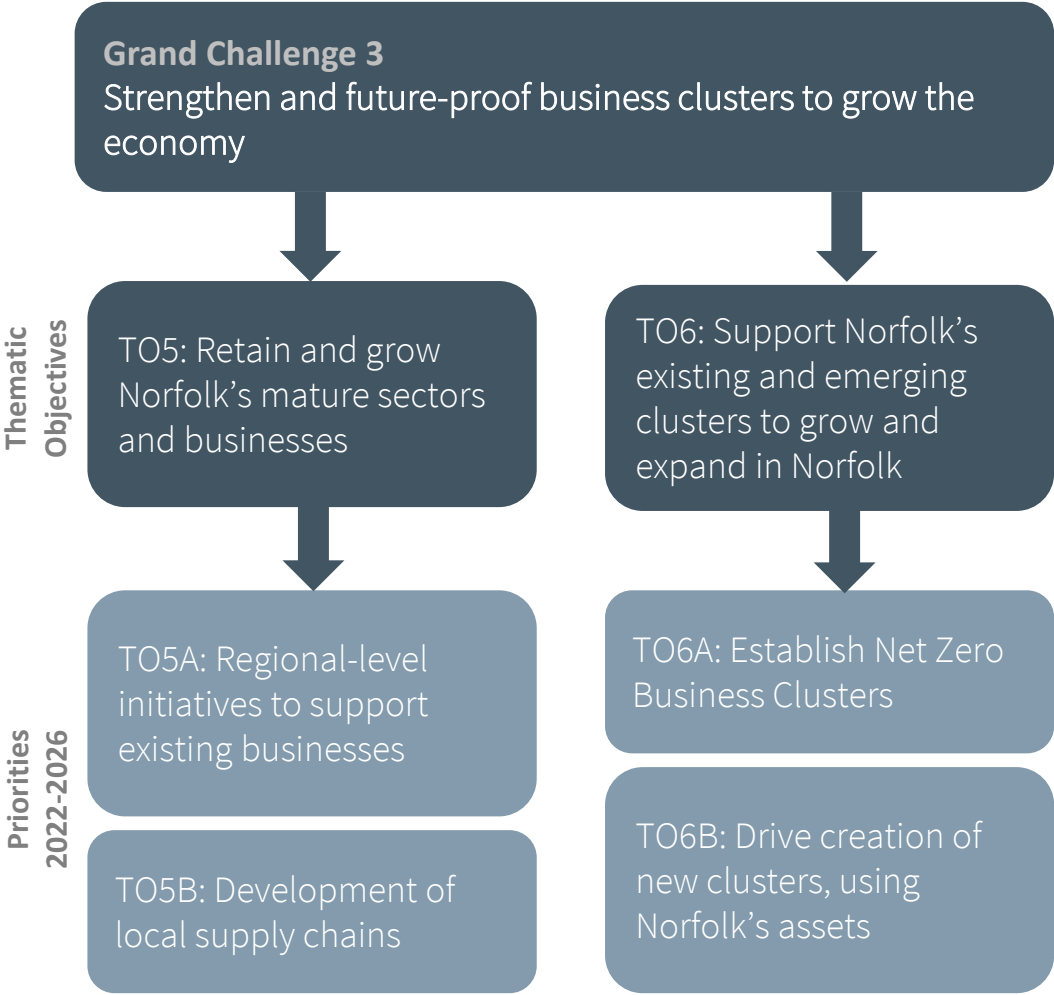 Grand Challenge 3
Strengthen and future-proof business clusters to grow the
economy
Thematic
Objectives
TO5: Retain and grow
Norfolk’s mature sectors
and businesses
TO6: Support Norfolk’s
existing and emerging
clusters to grow and
expand in Norfolk
Priorities
2022-2026
TO5A: Regional-level
initiatives to support
existing businesses
TO5B: Development of
local supply chains
TO6A: Establish Net Zero
Business Clusters
TO6B: Drive creation of
new clusters, using
Norfolk’s assets